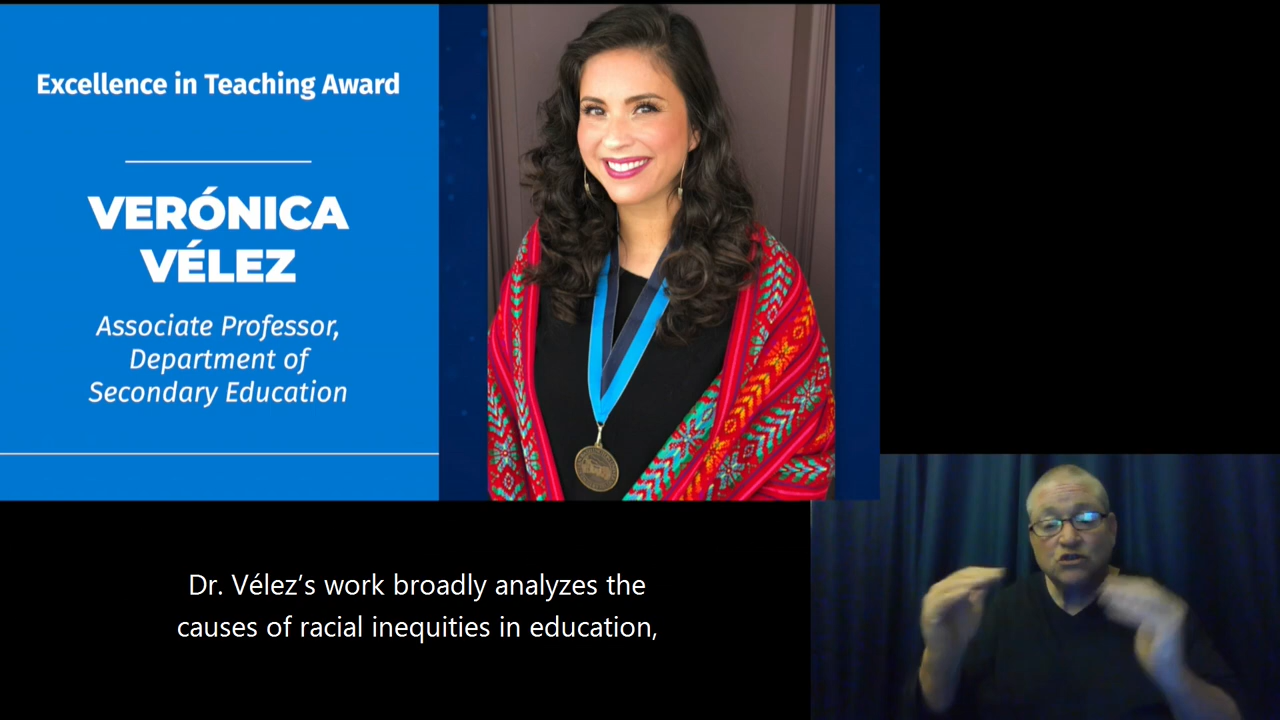 Excellence in Teaching Award
VERÓNICA
VÉLEZ
Associate Professor,
Department of
Secondary Education
Dr. Vélez’s work broadly analyzes the
causes of racial inequities in education,